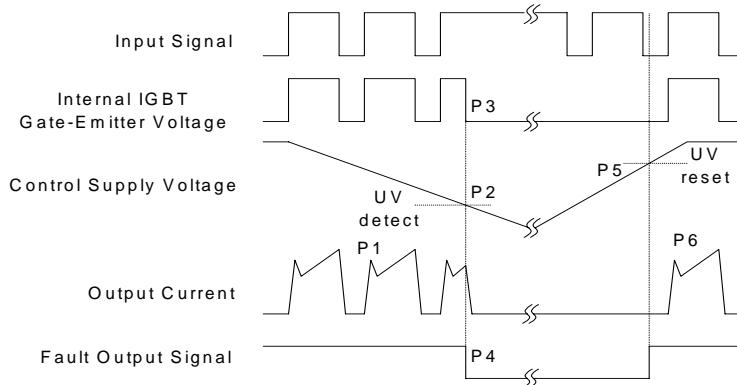 Input Signal
Internal IGBT
Gate-Emitter Voltage
P3
Control Supply Voltage
UV
detect
P2
P5
UV
reset
P1
P6
Output Current
Fault Output Signal
P4